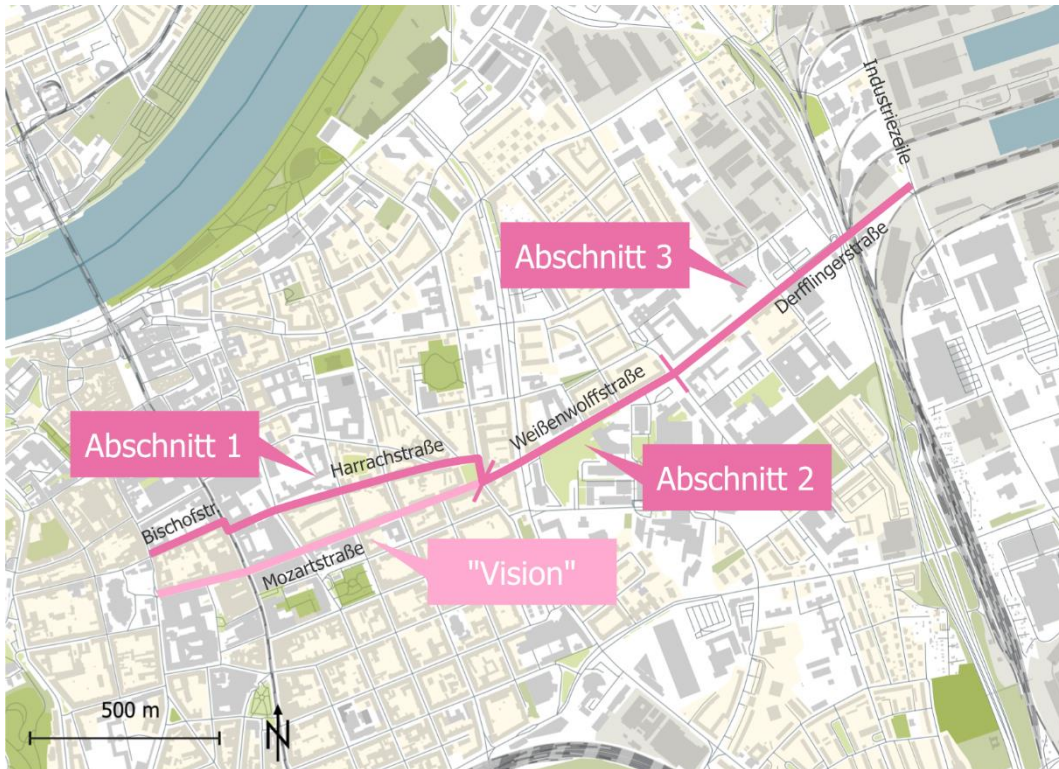 Industriezeile
Abschnitt 3
Derfflingerstraße
Weißenwolffstraße
Abschnitt 1
Harrachstraße
Abschnitt 2
Bischofstr.
"Vision"
Mozartstraße
500 m
N